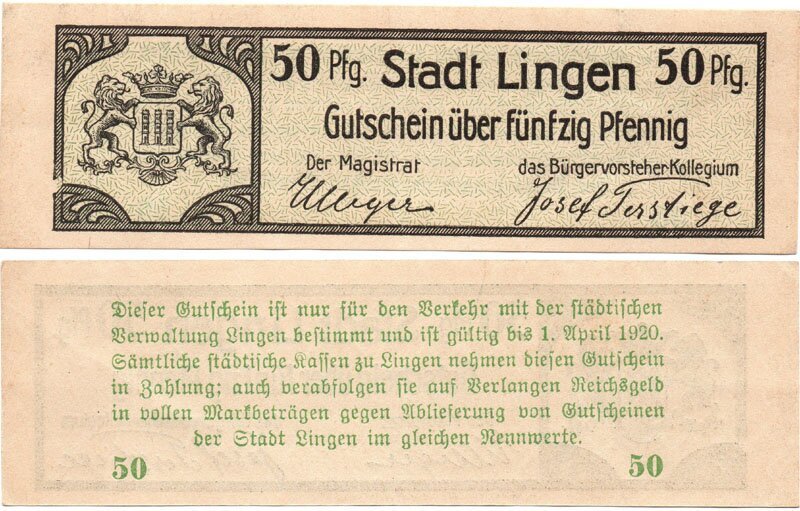 50 Pfg. Stadt Lingen 50 Pfg.
Gutschein über fünfzig Pfennig
Der Magistrat das Bürgervorsteher-Kollegium
Meyer Josef Terstiege
Dieser Gutschein ist nur für den Verkehr mit der städtischen
Verwaltung Lingen bestimmt und ist gültig bis 1. April 1920.
Sämtliche städtische Kassen zu Lingen nehmen diesen Gutschein
in Zahlung; auch verabfolgen sie auf Verlangen Reichsgeld
in vollen Markbeträgen gegen Ablieferung von Gutscheinen
der Stadt Lingen im gleichen Nennwerte.
50 50